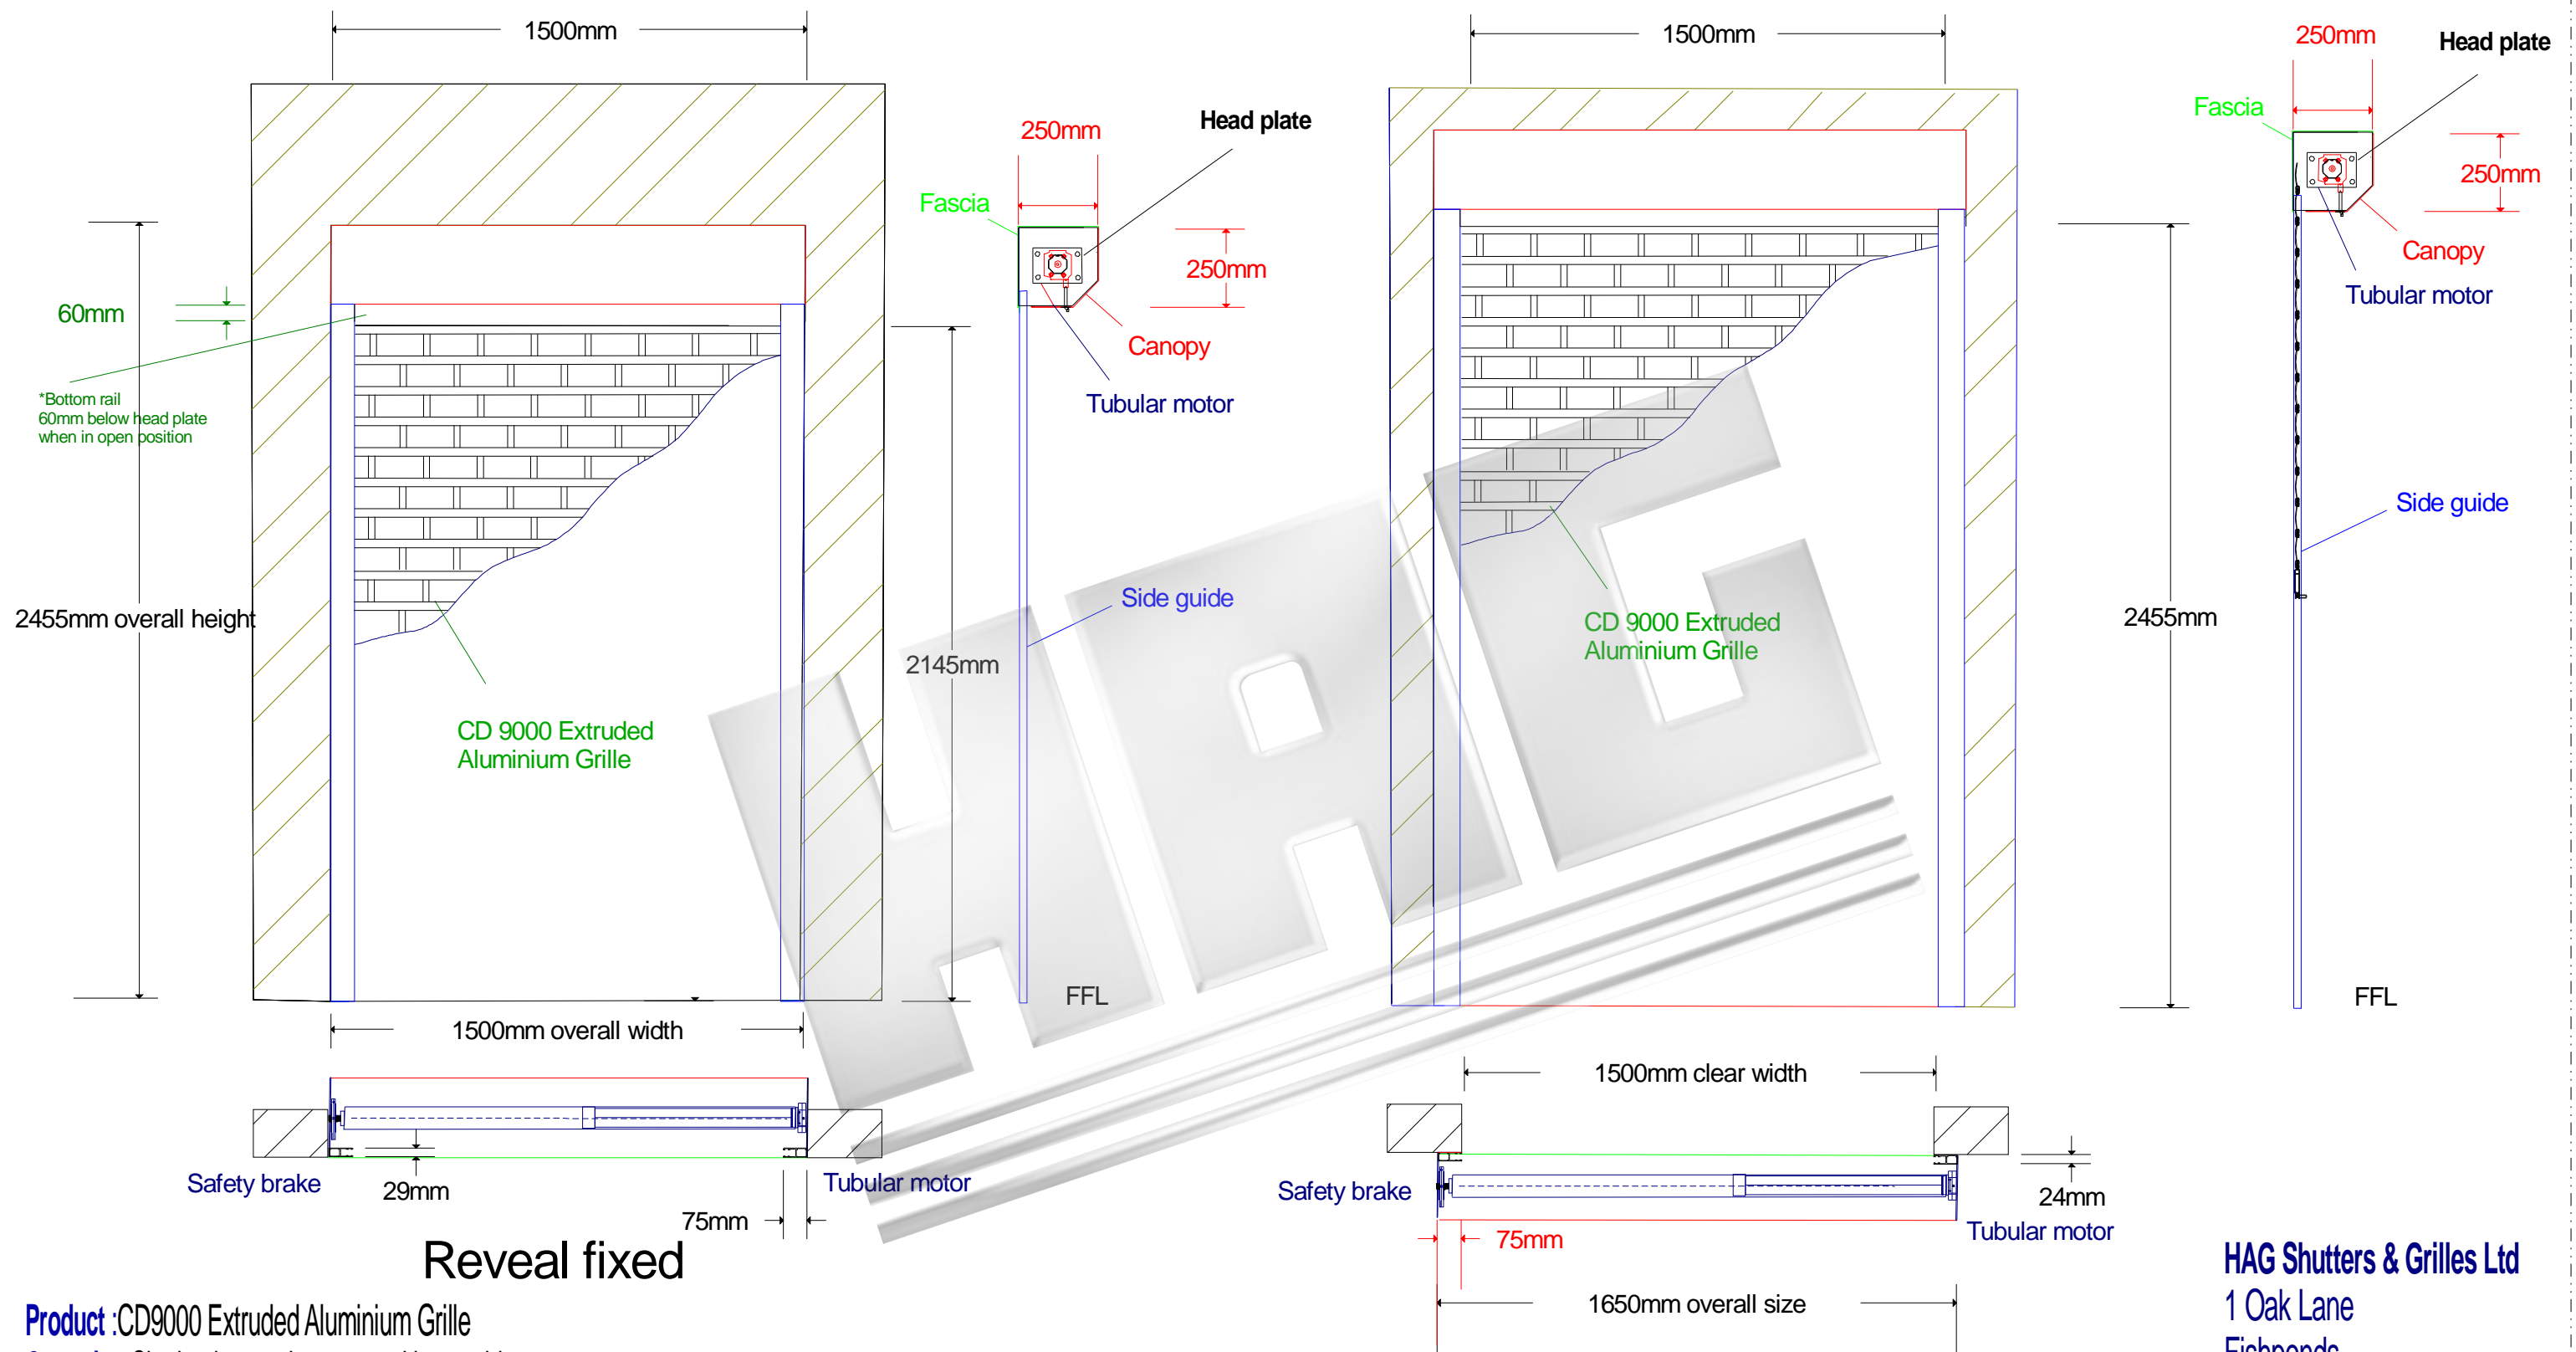 1500mm
1500mm
250mm
Head plate
250mm
Head plate
Fascia
Fascia
250mm
250mm
Canopy
Canopy
Tubular motor
Tubular motor
60mm
*Bottom rail
60mm below head plate
when in open position
Side guide
Side guide
2455mm overall height
2145mm
2455mm
CD 9000 Extruded
Aluminium Grille
CD 9000 Extruded
Aluminium Grille
HAG
FFL
FFL
1500mm overall width
1500mm clear width
Safety brake
29mm
Tubular motor
75mm
Safety brake
24mm
Tubular motor
75mm
Reveal fixed
1650mm overall size
Product :CD9000 Extruded Aluminium Grille
HAG Shutters & Grilles Ltd
1 Oak Lane
Fishponds